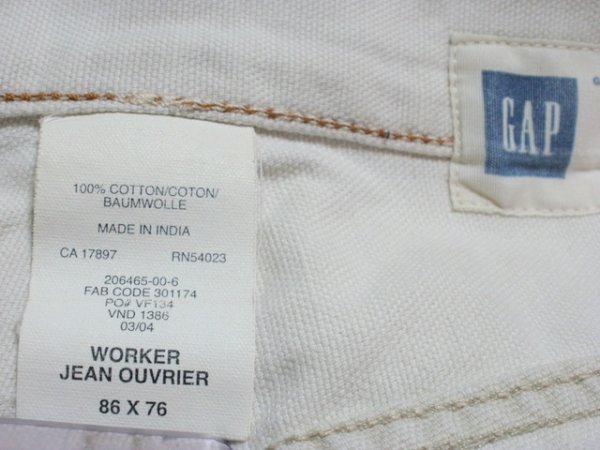 GAP
100% COTTON/COTON/
BAUMWOLLE
MADE IN INDIA
CA 17897 RN54023
206465-00-6
FAB CODE 301174
PO# VF134
VND 1386
03/04
WORKER
JEAN OUVRIER
86 X 76